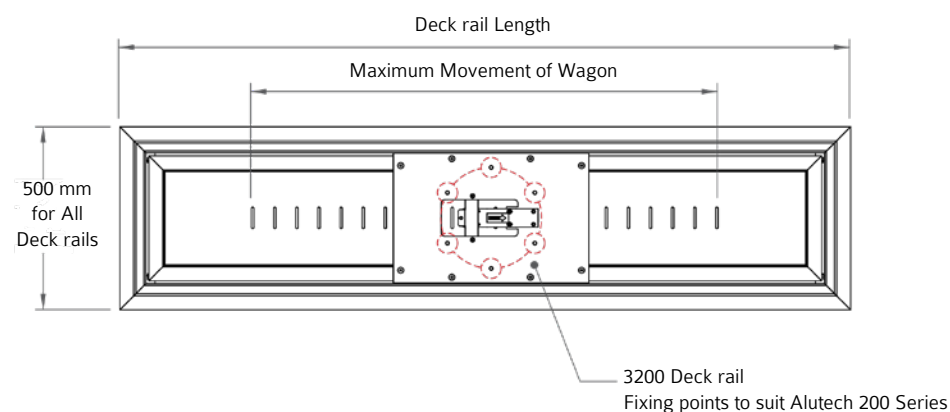 Deck rail Length
Maximum Movement of Wagon
500 mm
for All
Deck rails
3200 Deck rail
Fixing points to suit Alutech 200 Series